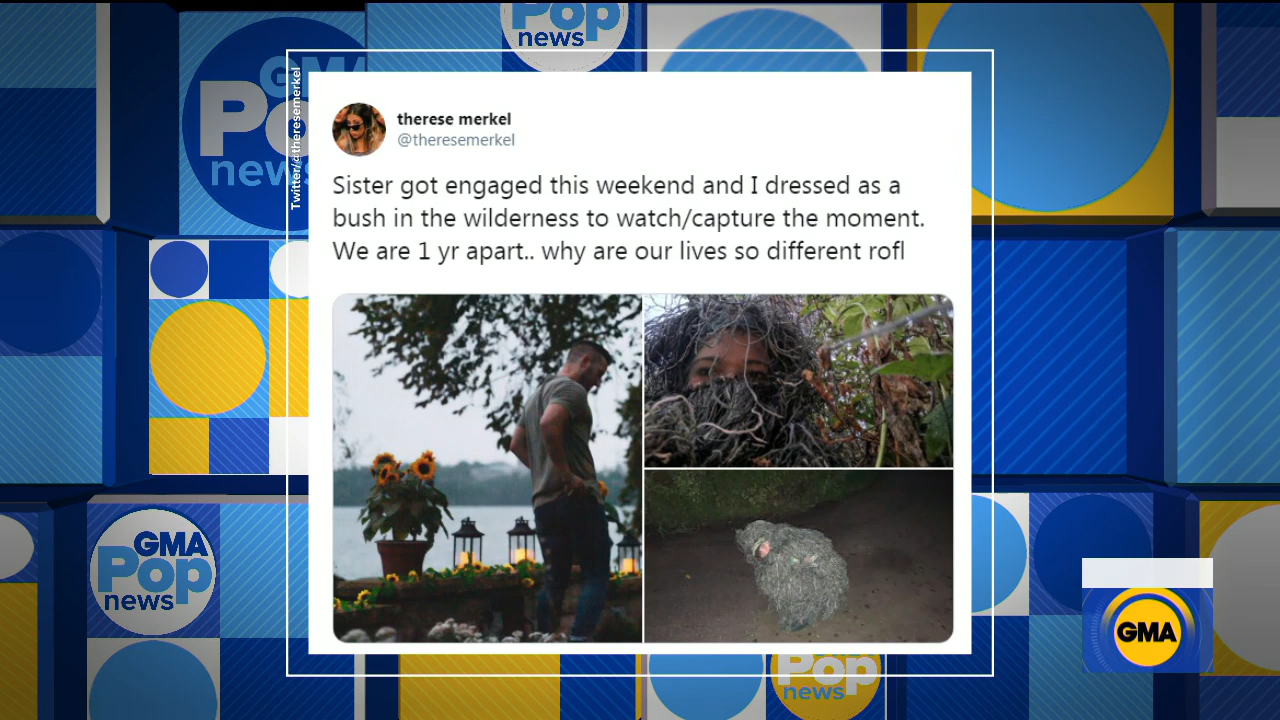 Pop
news
GMA
Po
news
Twitter/@theresemerkel
therese merkel
@theresemerkel
Sister got engaged this weekend and I dressed as a
bush in the wilderness to watch/capture the moment.
We are 1 yr apart.. why are our lives so different rofl
GMA
Pop
news
GMA
Pop
news